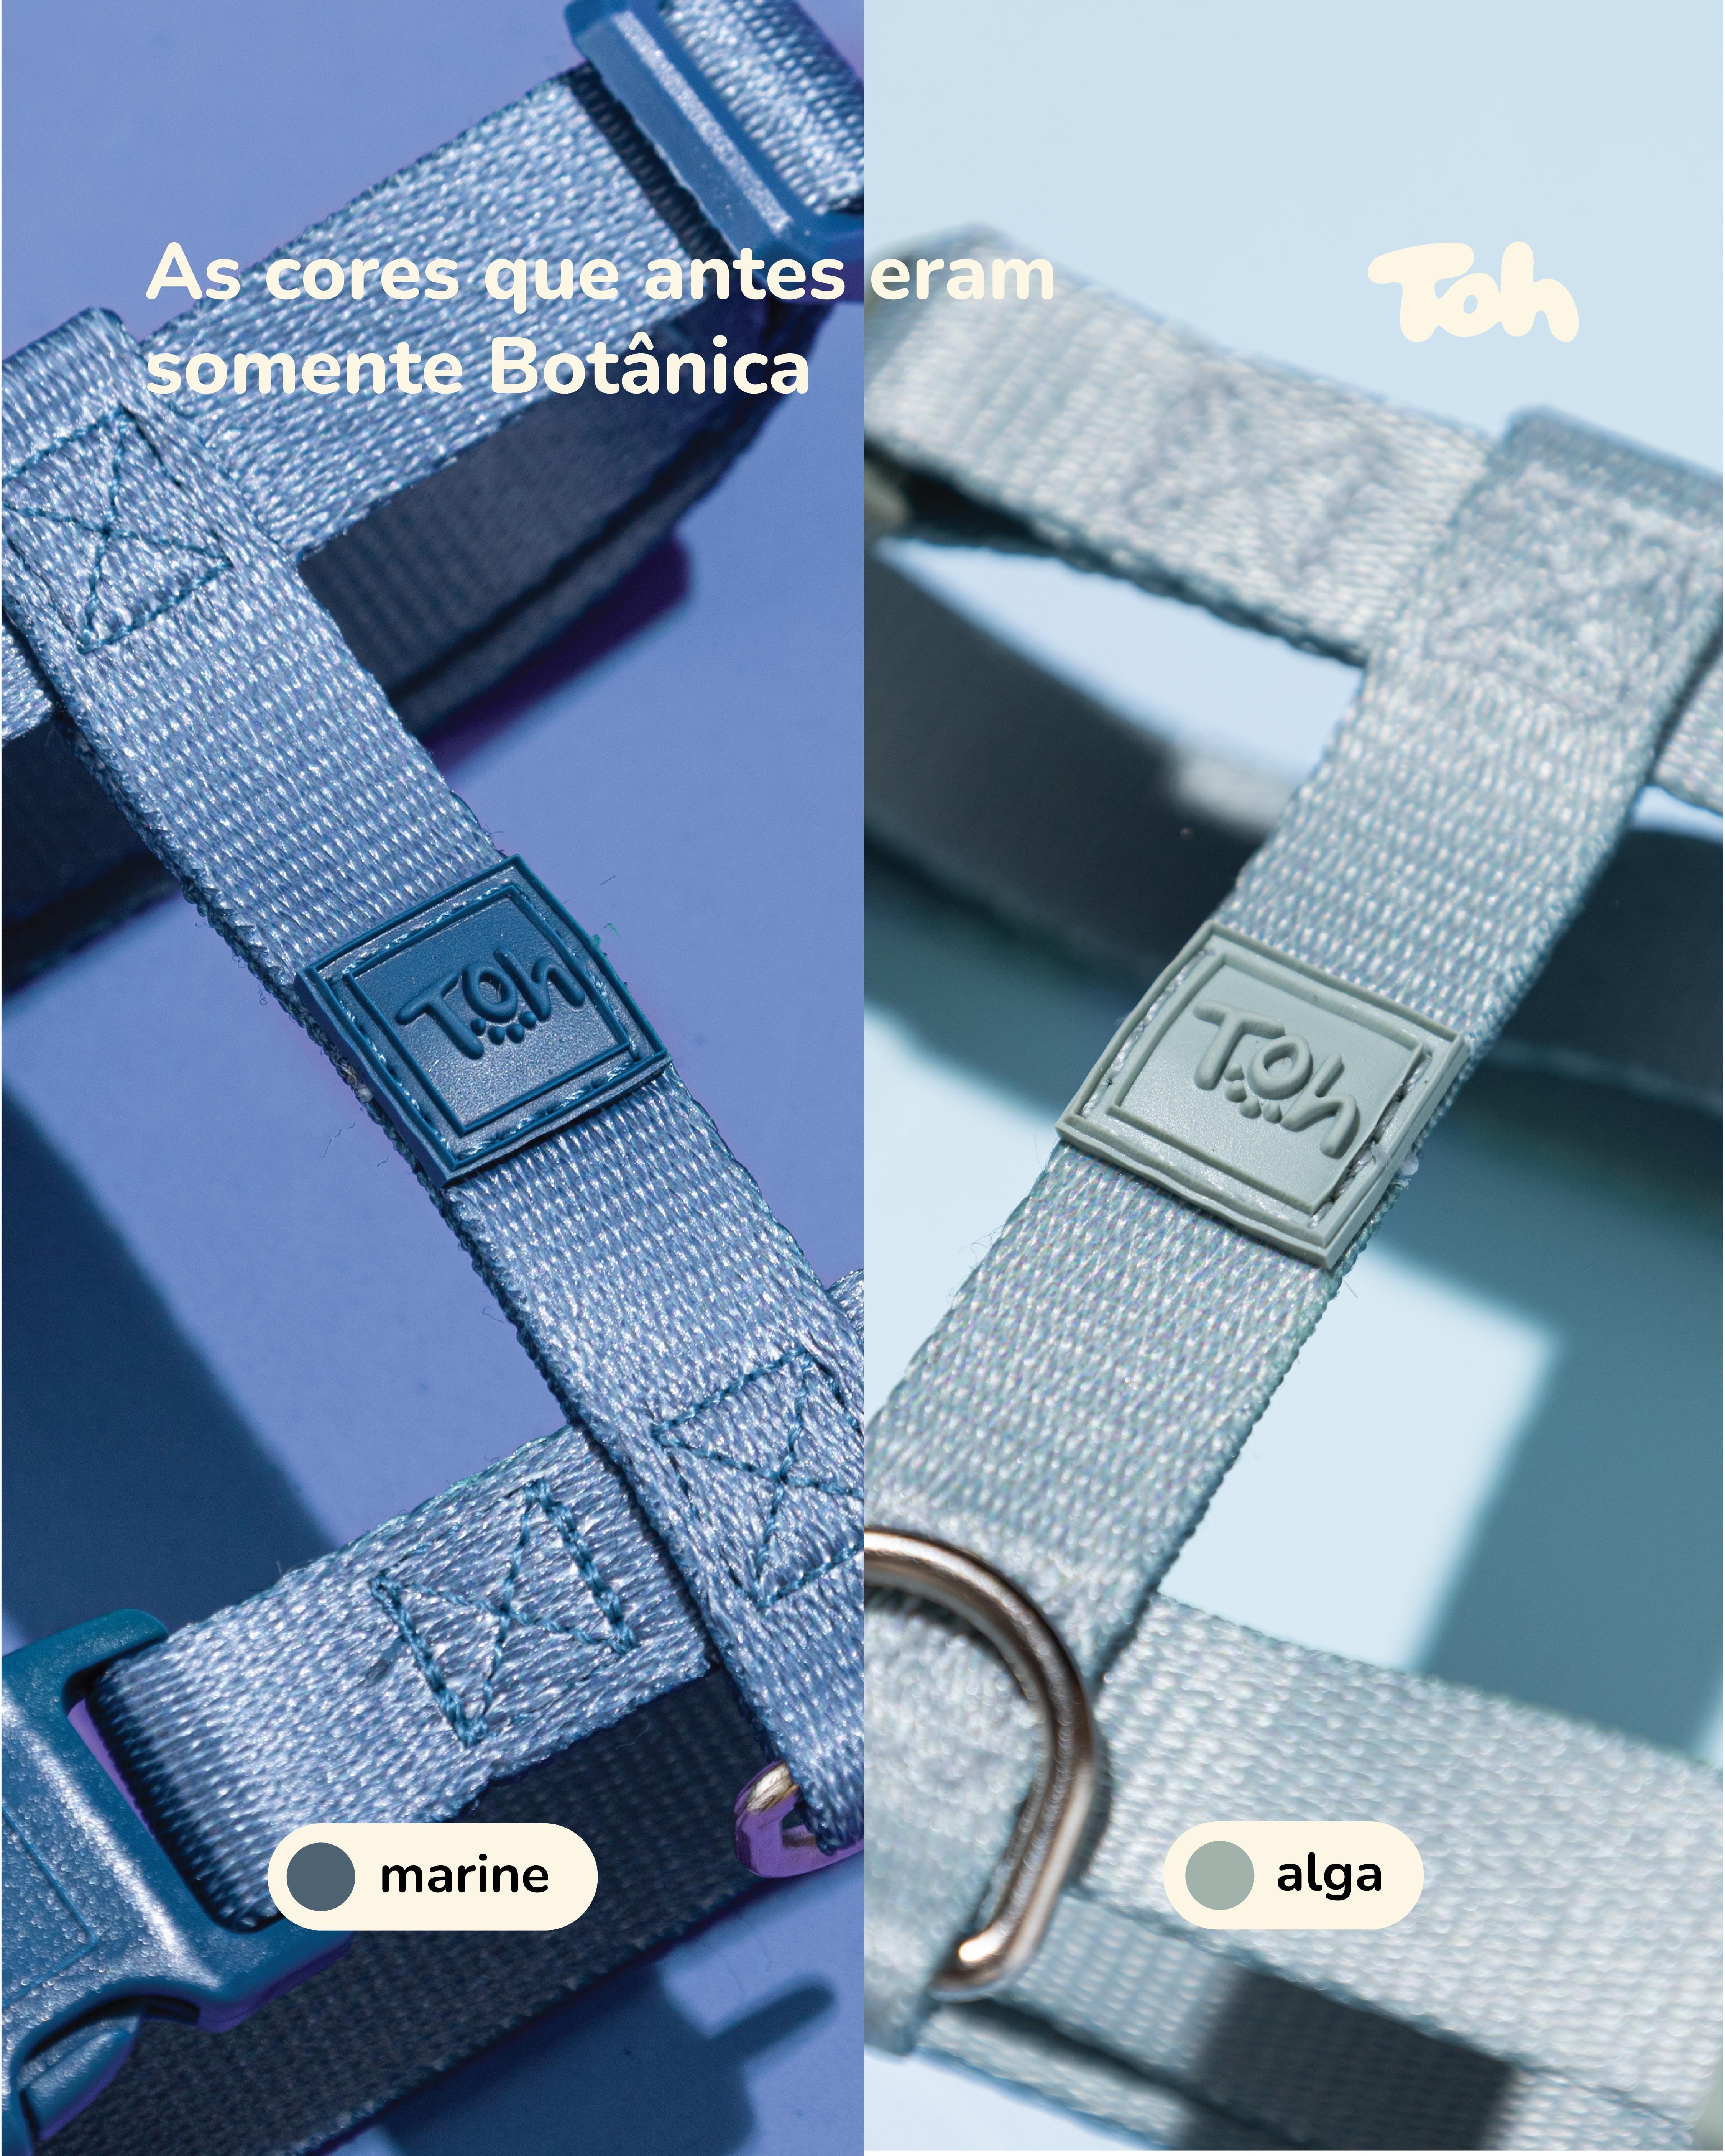 As cores que antes eram
somente Botânica
Toh
Toh
Toh
marine
alga